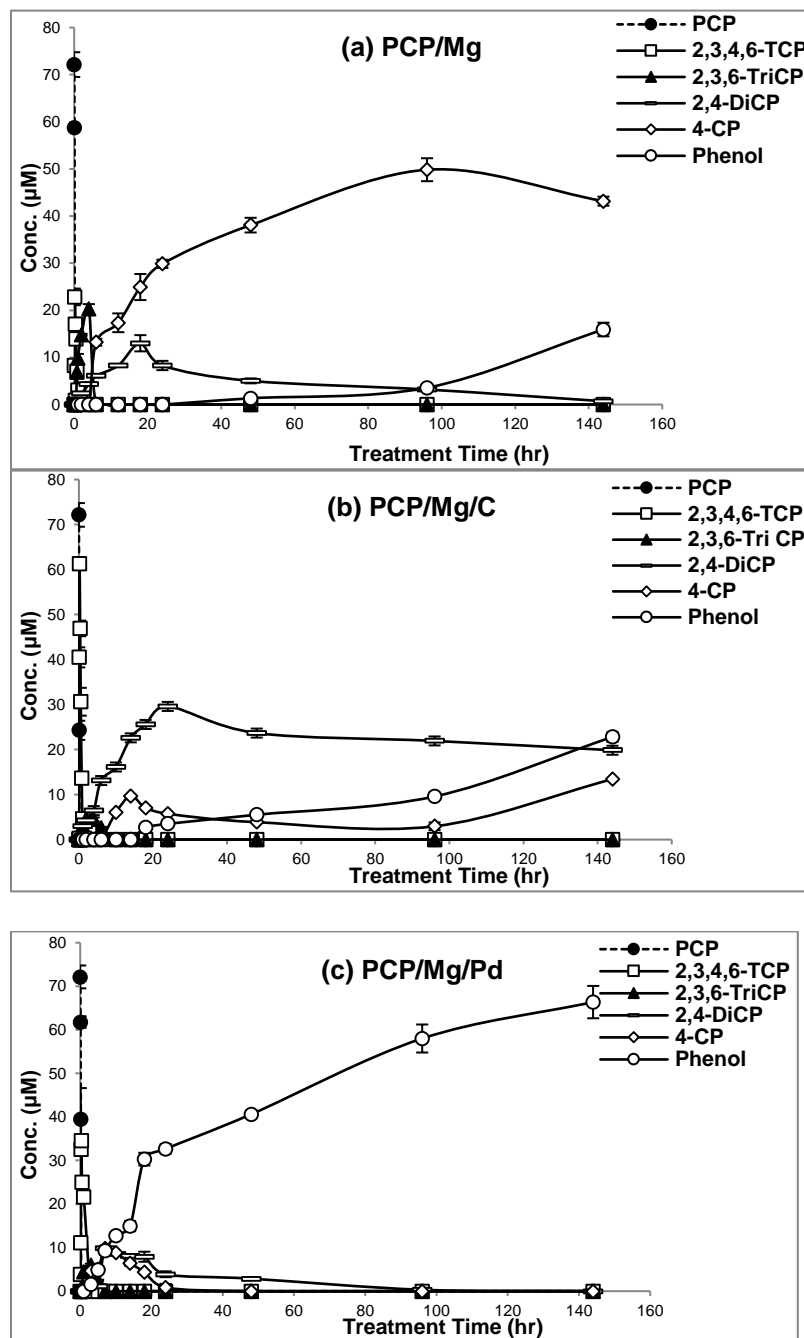 (a) PCP/Mg
PCP
2,3,4,6-TCP
2,3,6-TriCP
2,4-DiCP
4-CP
Phenol
Conc. (µM)
80
70
60
50
40
30
20
10
0
0 20 40 60 80 100 120 140 160
Treatment Time (hr)
(b) PCP/Mg/C
PCP
2,3,4,6-TCP
2,3,6-Tri CP
2,4-DiCP
4-CP
Phenol
Conc. (µM)
80
70
60
50
40
30
20
10
0
0 20 40 60 80 100 120 140 160
Treatment Time (hr)
(c) PCP/Mg/Pd
PCP
2,3,4,6-TCP
2,3,6-TriCP
2,4-DiCP
4-CP
Phenol
Conc. (µM)
80
70
60
50
40
30
20
10
0
0 20 40 60 80 100 120 140 160
Treatment Time (hr)